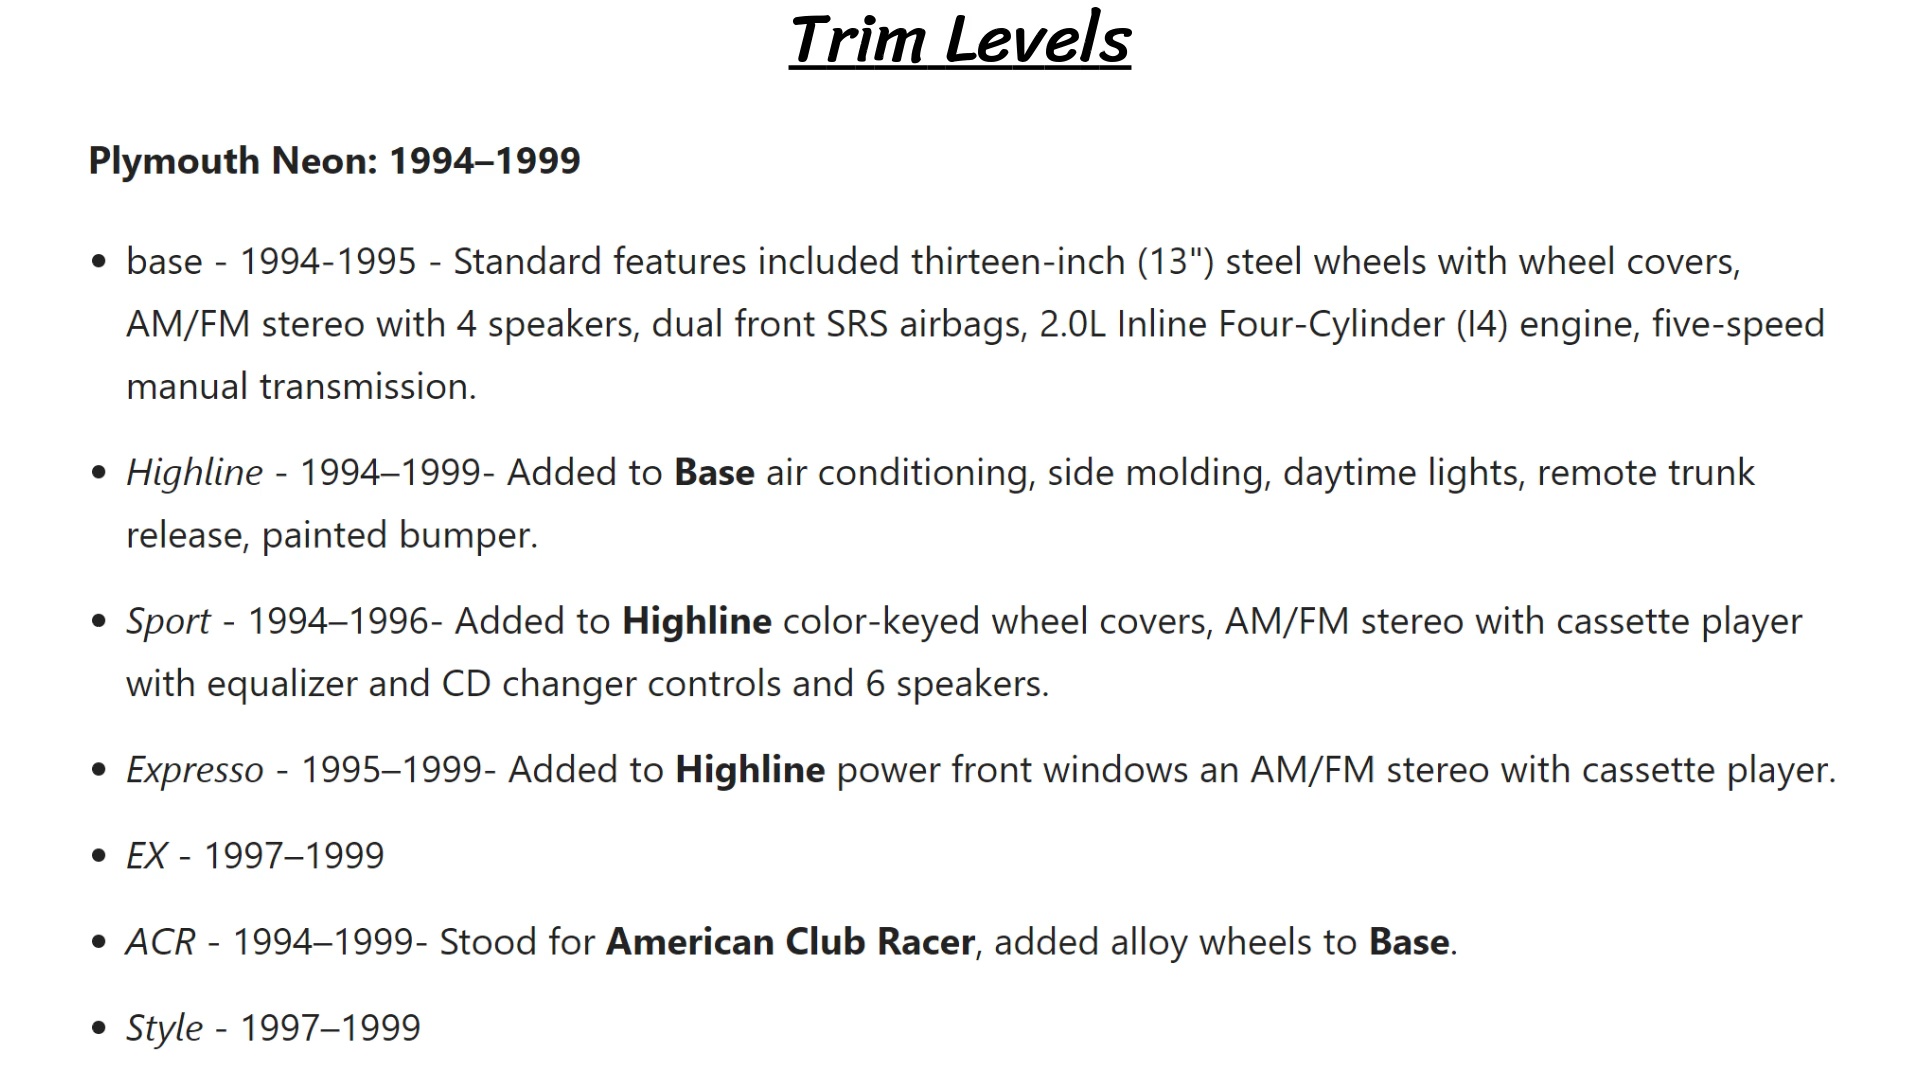 Trim Levels
Plymouth Neon: 1994–1999
base - 1994-1995 - Standard features included thirteen-inch (13") steel wheels with wheel covers,
AM/FM stereo with 4 speakers, dual front SRS airbags, 2.0L Inline Four-Cylinder (I4) engine, five-speed
manual transmission.
Highline - 1994–1999- Added to Base air conditioning, side molding, daytime lights, remote trunk
release, painted bumper.
Sport - 1994–1996- Added to Highline color-keyed wheel covers, AM/FM stereo with cassette player
with equalizer and CD changer controls and 6 speakers.
Expresso - 1995–1999- Added to Highline power front windows an AM/FM stereo with cassette player.
EX - 1997–1999
ACR - 1994–1999- Stood for American Club Racer, added alloy wheels to Base.
Style - 1997–1999